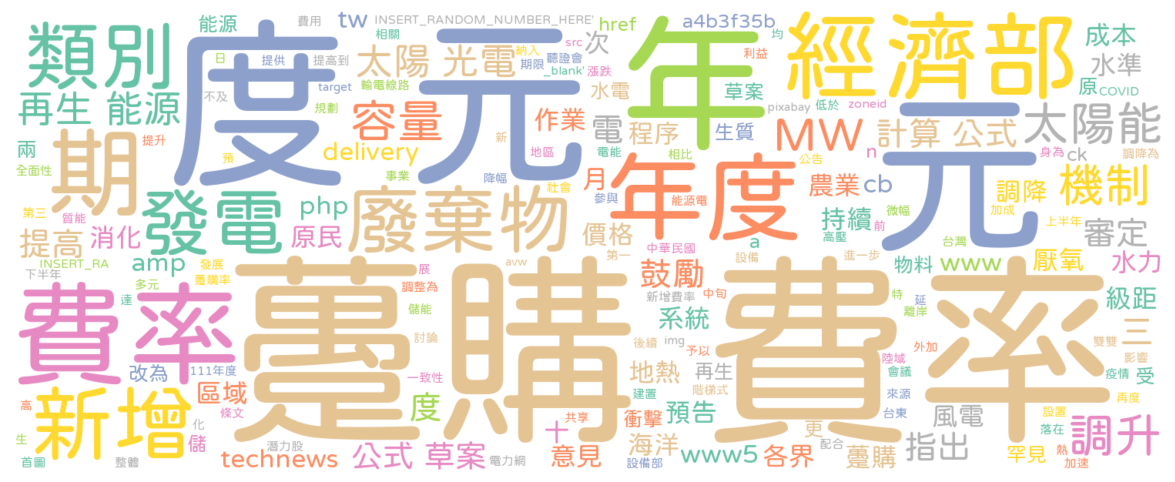 能源 費用 tw INSERT_RANDOM_NUMBER_HERE' href a4b3f35b 均
類別 日 提供 提高到 相關 太陽 光電 納入 src 次 利益 經濟部 成本
不及 target 輸電線路 期限 聽證會 _blank' 漲跌 水電 草案 pixabay 低於 zoneid 原 水準 COVID
再生 能源 度元 規劃 容量 作業 電 程序 年 生質 MW 計算 公式 太陽能
兩 期 提升 預 delivery 新 地區 電能 相比 公告 n 元 身為 ck 調降為
全面性 事業 降幅 社會 參與 月 年度 能源電 農業 cb 微幅 加成 調降 機制
第三 質能 發電 php 廢棄物 價格 a 持續 前 高壓 上半年 審定
提高 消化 原民 中華民國 設備 台灣
INSERT_RA amp avw 第一 鼓勵 進一步 物料 www 厭氧 水力
下半年 發展 躉購率 多元 展 調整為 新增費率 中旬 特 延 離岸 級距
費率 達 躉購 費率 儲能 系統 三
討論 後續 img 予以 外加 雙雙
改為 111年度 一致性 地熱 再生 階梯式 陸域 會議 影響 疫情 受
新增 區域 條文 度 建置 來源 再度
高 共享 衝擊 預告 更 台東 風電 設置
生 化 儲 潛力股 十 海洋 配合 落在 調升
首圖 整體 technews 公式 草案 電力網 意見 設備部 www5 各界 躉購 指出 罕見 熱 加速